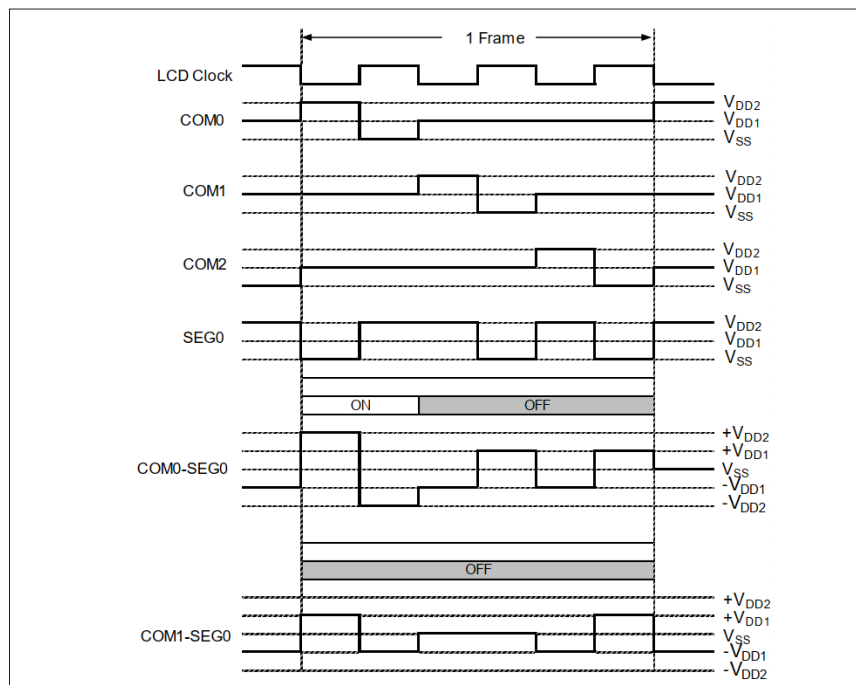 1 Frame
LCD Clock
COM0
VDD2
VDD1
VSS
COM1
VDD2
VDD1
VSS
COM2
VDD2
VDD1
VSS
SEG0
VDD2
VDD1
VSS
ON OFF
COM0-SEG0
+VDD2
+VDD1
VSS
-VDD1
-VDD2
OFF
COM1-SEG0
+VDD2
+VDD1
VSS
-VDD1
-VDD2